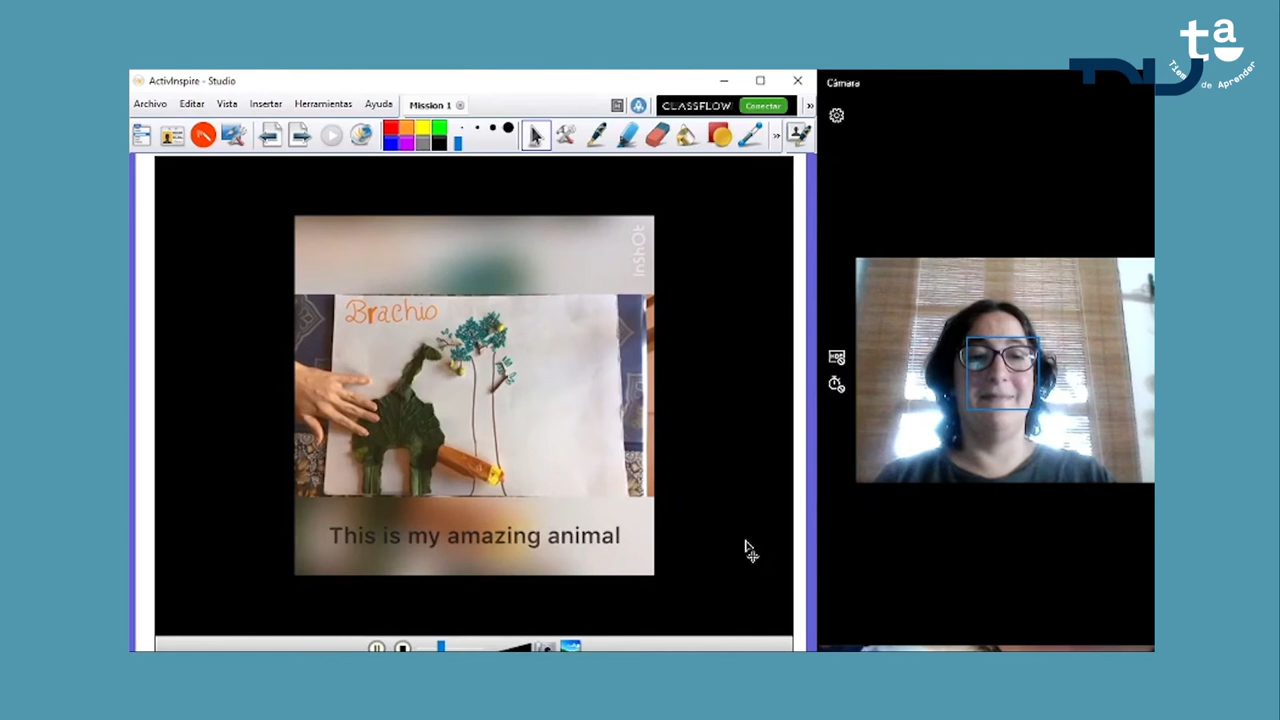 ta
Tiempo de Aprender
ActivInspire - Studio
Archivo Editar Vista Insertar Herramientas Ayuda Mission 1
CLASSFLOW Conectar
Cámara
InShOt
Brachio
This is my amazing animal